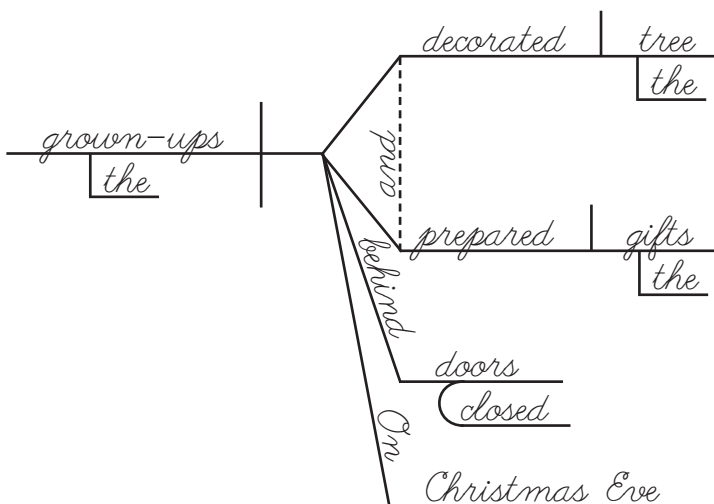 decorated tree
the
grown-ups
and
the
prepared gifts
behind
the
doors
closed
On
Christmas Eve